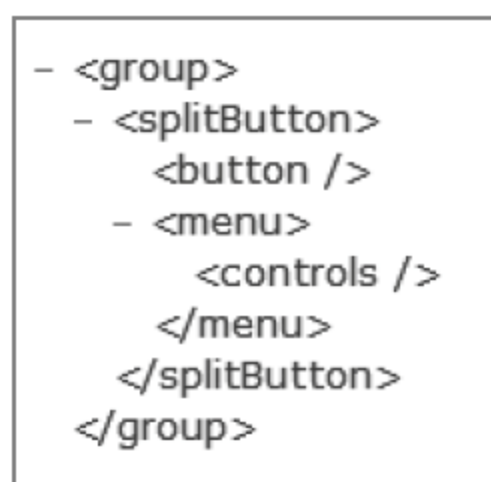 – <group>
– <splitButton>
<button />
– <menu>
<controls />
</menu>
</splitButton>
</group>